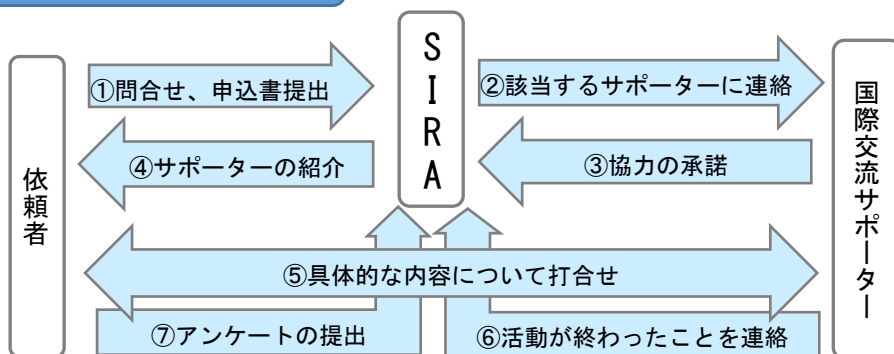 SIRA
①問合せ、申込書提出
②該当するサポーターに連絡
④サポーターの紹介
③協力の承諾
依頼者
国際交流サポーター
⑤具体的な内容について打合せ
⑦アンケートの提出
⑥活動が終わったことを連絡